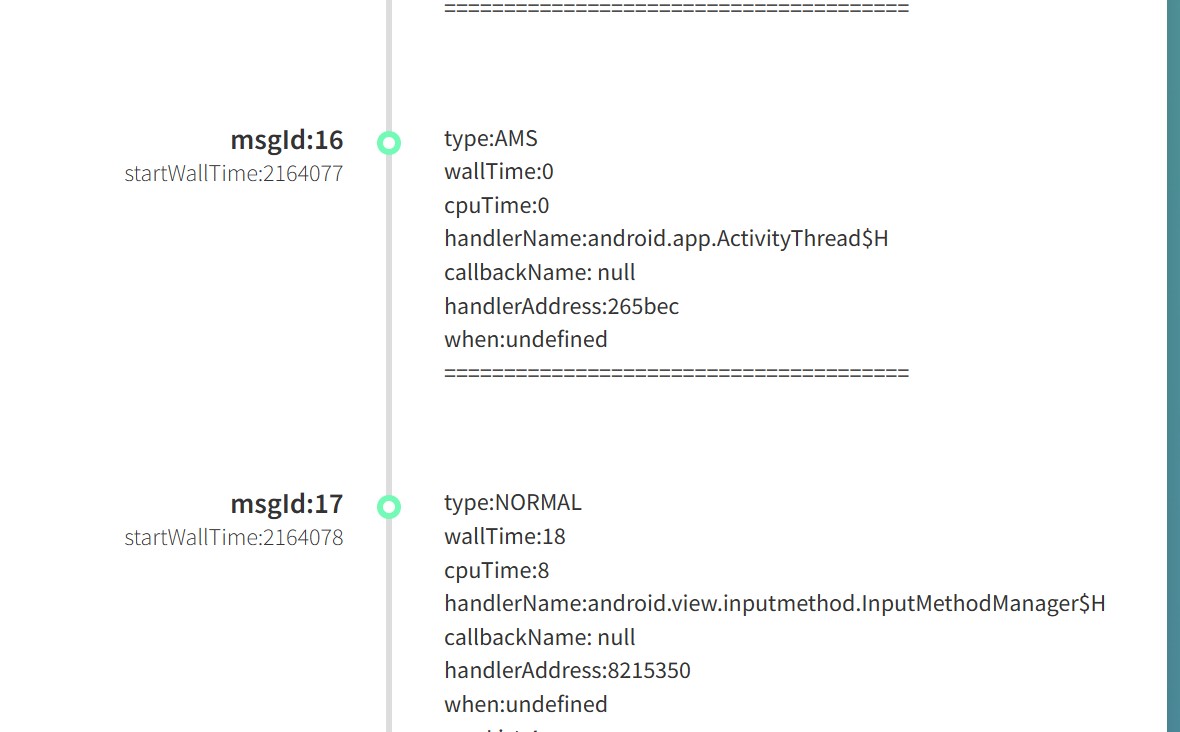 =======================================
msgId:16
startWallTime:2164077
type:AMS
wallTime:0
cpuTime:0
handlerName:android.app.ActivityThread$H
callbackName: null
handlerAddress:265bec
when:undefined
=======================================
msgId:17
startWallTime:2164078
type:NORMAL
wallTime:18
cpuTime:8
handlerName:android.view.inputmethod.InputMethodManager$H
callbackName: null
handlerAddress:8215350
when:undefined